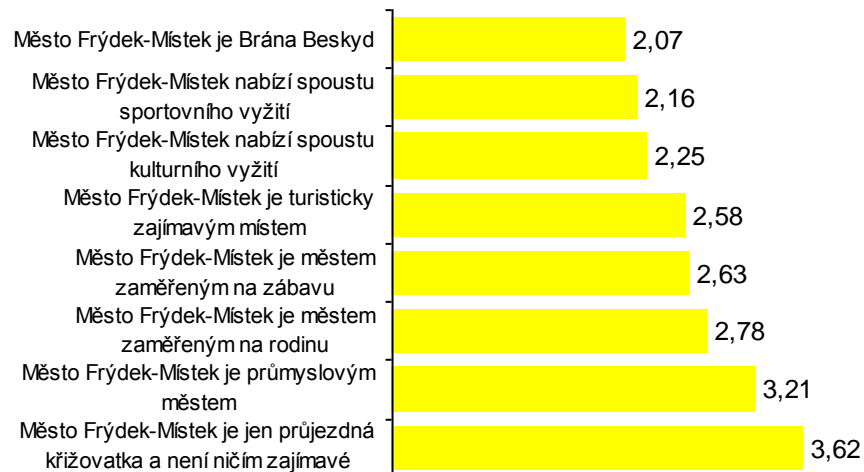 Město Frýdek-Místek je Brána Beskyd
2,07
Město Frýdek-Místek nabízí spoustu
sportovního vyžití
2,16
Město Frýdek-Místek nabízí spoustu
kulturního vyžití
2,25
Město Frýdek-Místek je turisticky
zajímavým místem
2,58
Město Frýdek-Místek je městem
zaměřeným na zábavu
2,63
Město Frýdek-Místek je městem
zaměřeným na rodinu
2,78
Město Frýdek-Místek je průmyslovým
městem
3,21
Město Frýdek-Místek je jen průjezdná
křižovatka a není ničím zajímavé
3,62